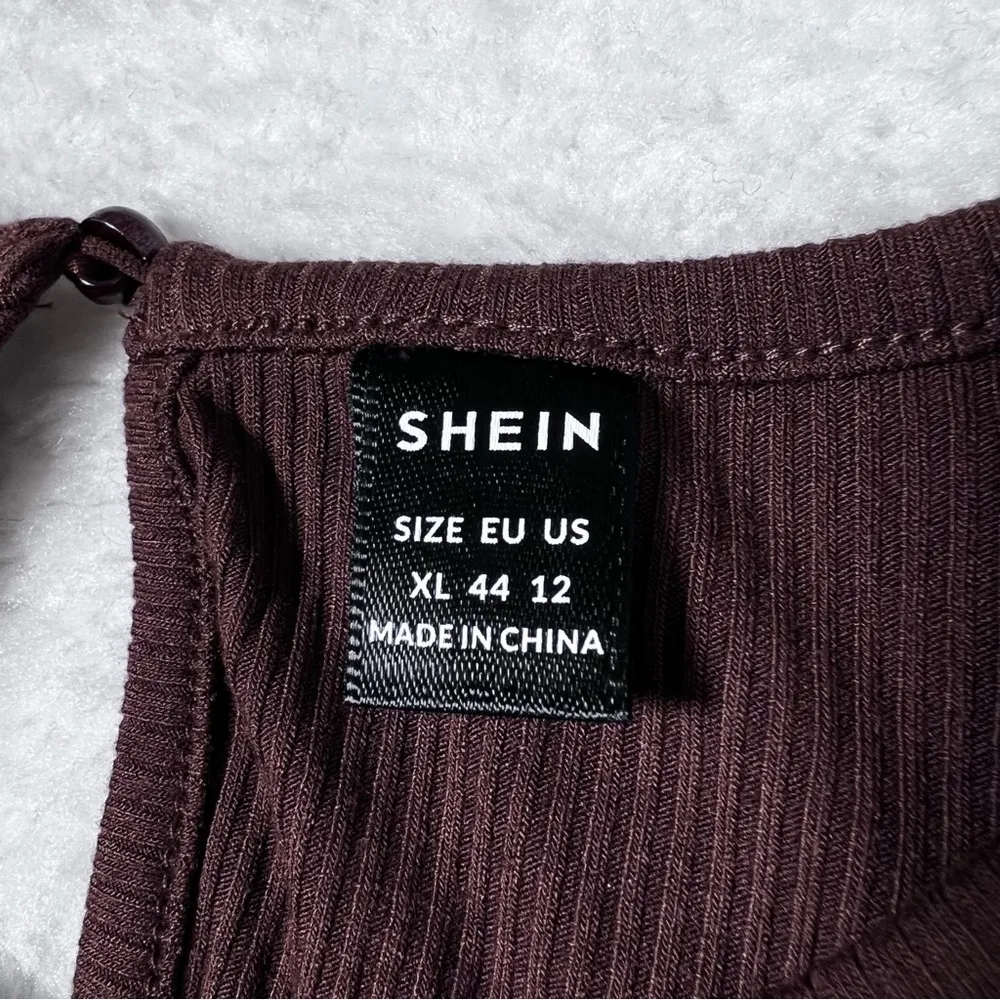 SHEIN
SIZE EU US
XL 44 12
MADE IN CHINA